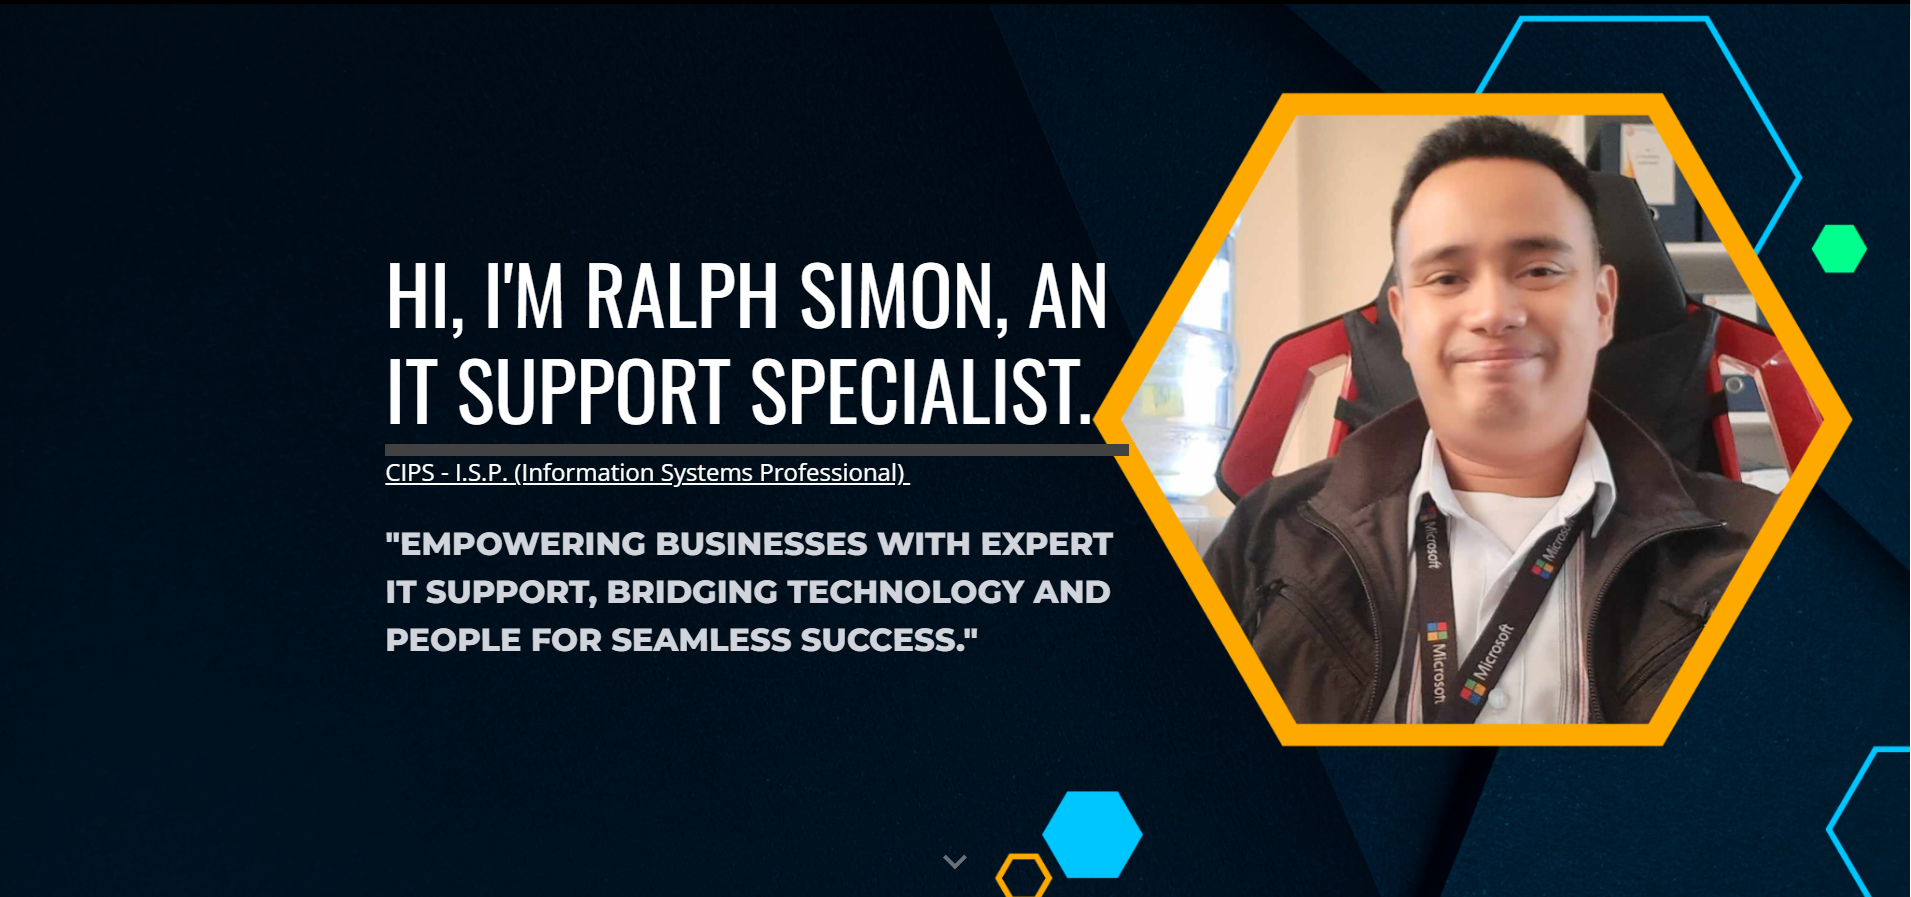 HI, I'M RALPH SIMON, AN
IT SUPPORT SPECIALIST.
CIPS - I.S.P. (Information Systems Professional)
"EMPOWERING BUSINESSES WITH EXPERT
IT SUPPORT, BRIDGING TECHNOLOGY AND
PEOPLE FOR SEAMLESS SUCCESS."
Microsoft
Microsoft
Microsoft
Microsoft